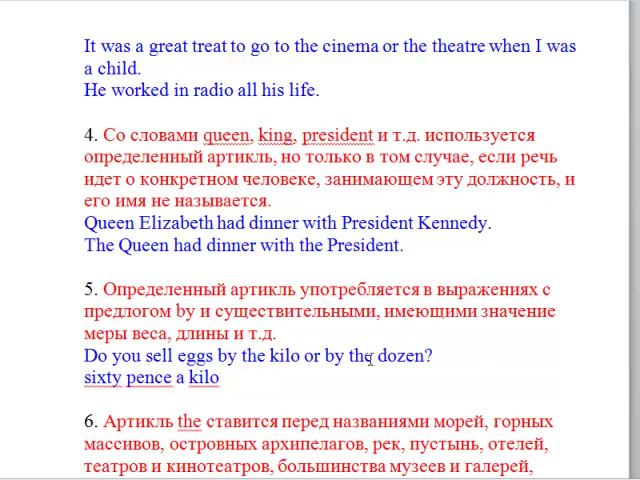 It was a great treat to go to the cinema or the theatre when I was
a child.
He worked in radio all his life.
4. Со словами queen, king, president и т.д. используется
определенный артикль, но только в том случае, если речь
идет о конкретном человеке, занимающем эту должность, и
его имя не называется.
Queen Elizabeth had dinner with President Kennedy.
The Queen had dinner with the President.
5. Определенный артикль употребляется в выражениях с
предлогом by и существительными, имеющими значение
меры веса, длины и т.д.
Do you sell eggs by the kilo or by the dozen?
sixty pence a kilo
6. Артикль the ставится перед названиями морей, горных
массивов, островных архипелагов, рек, пустынь, отелей,
театров и кинотеатров, большинства музеев и галерей,